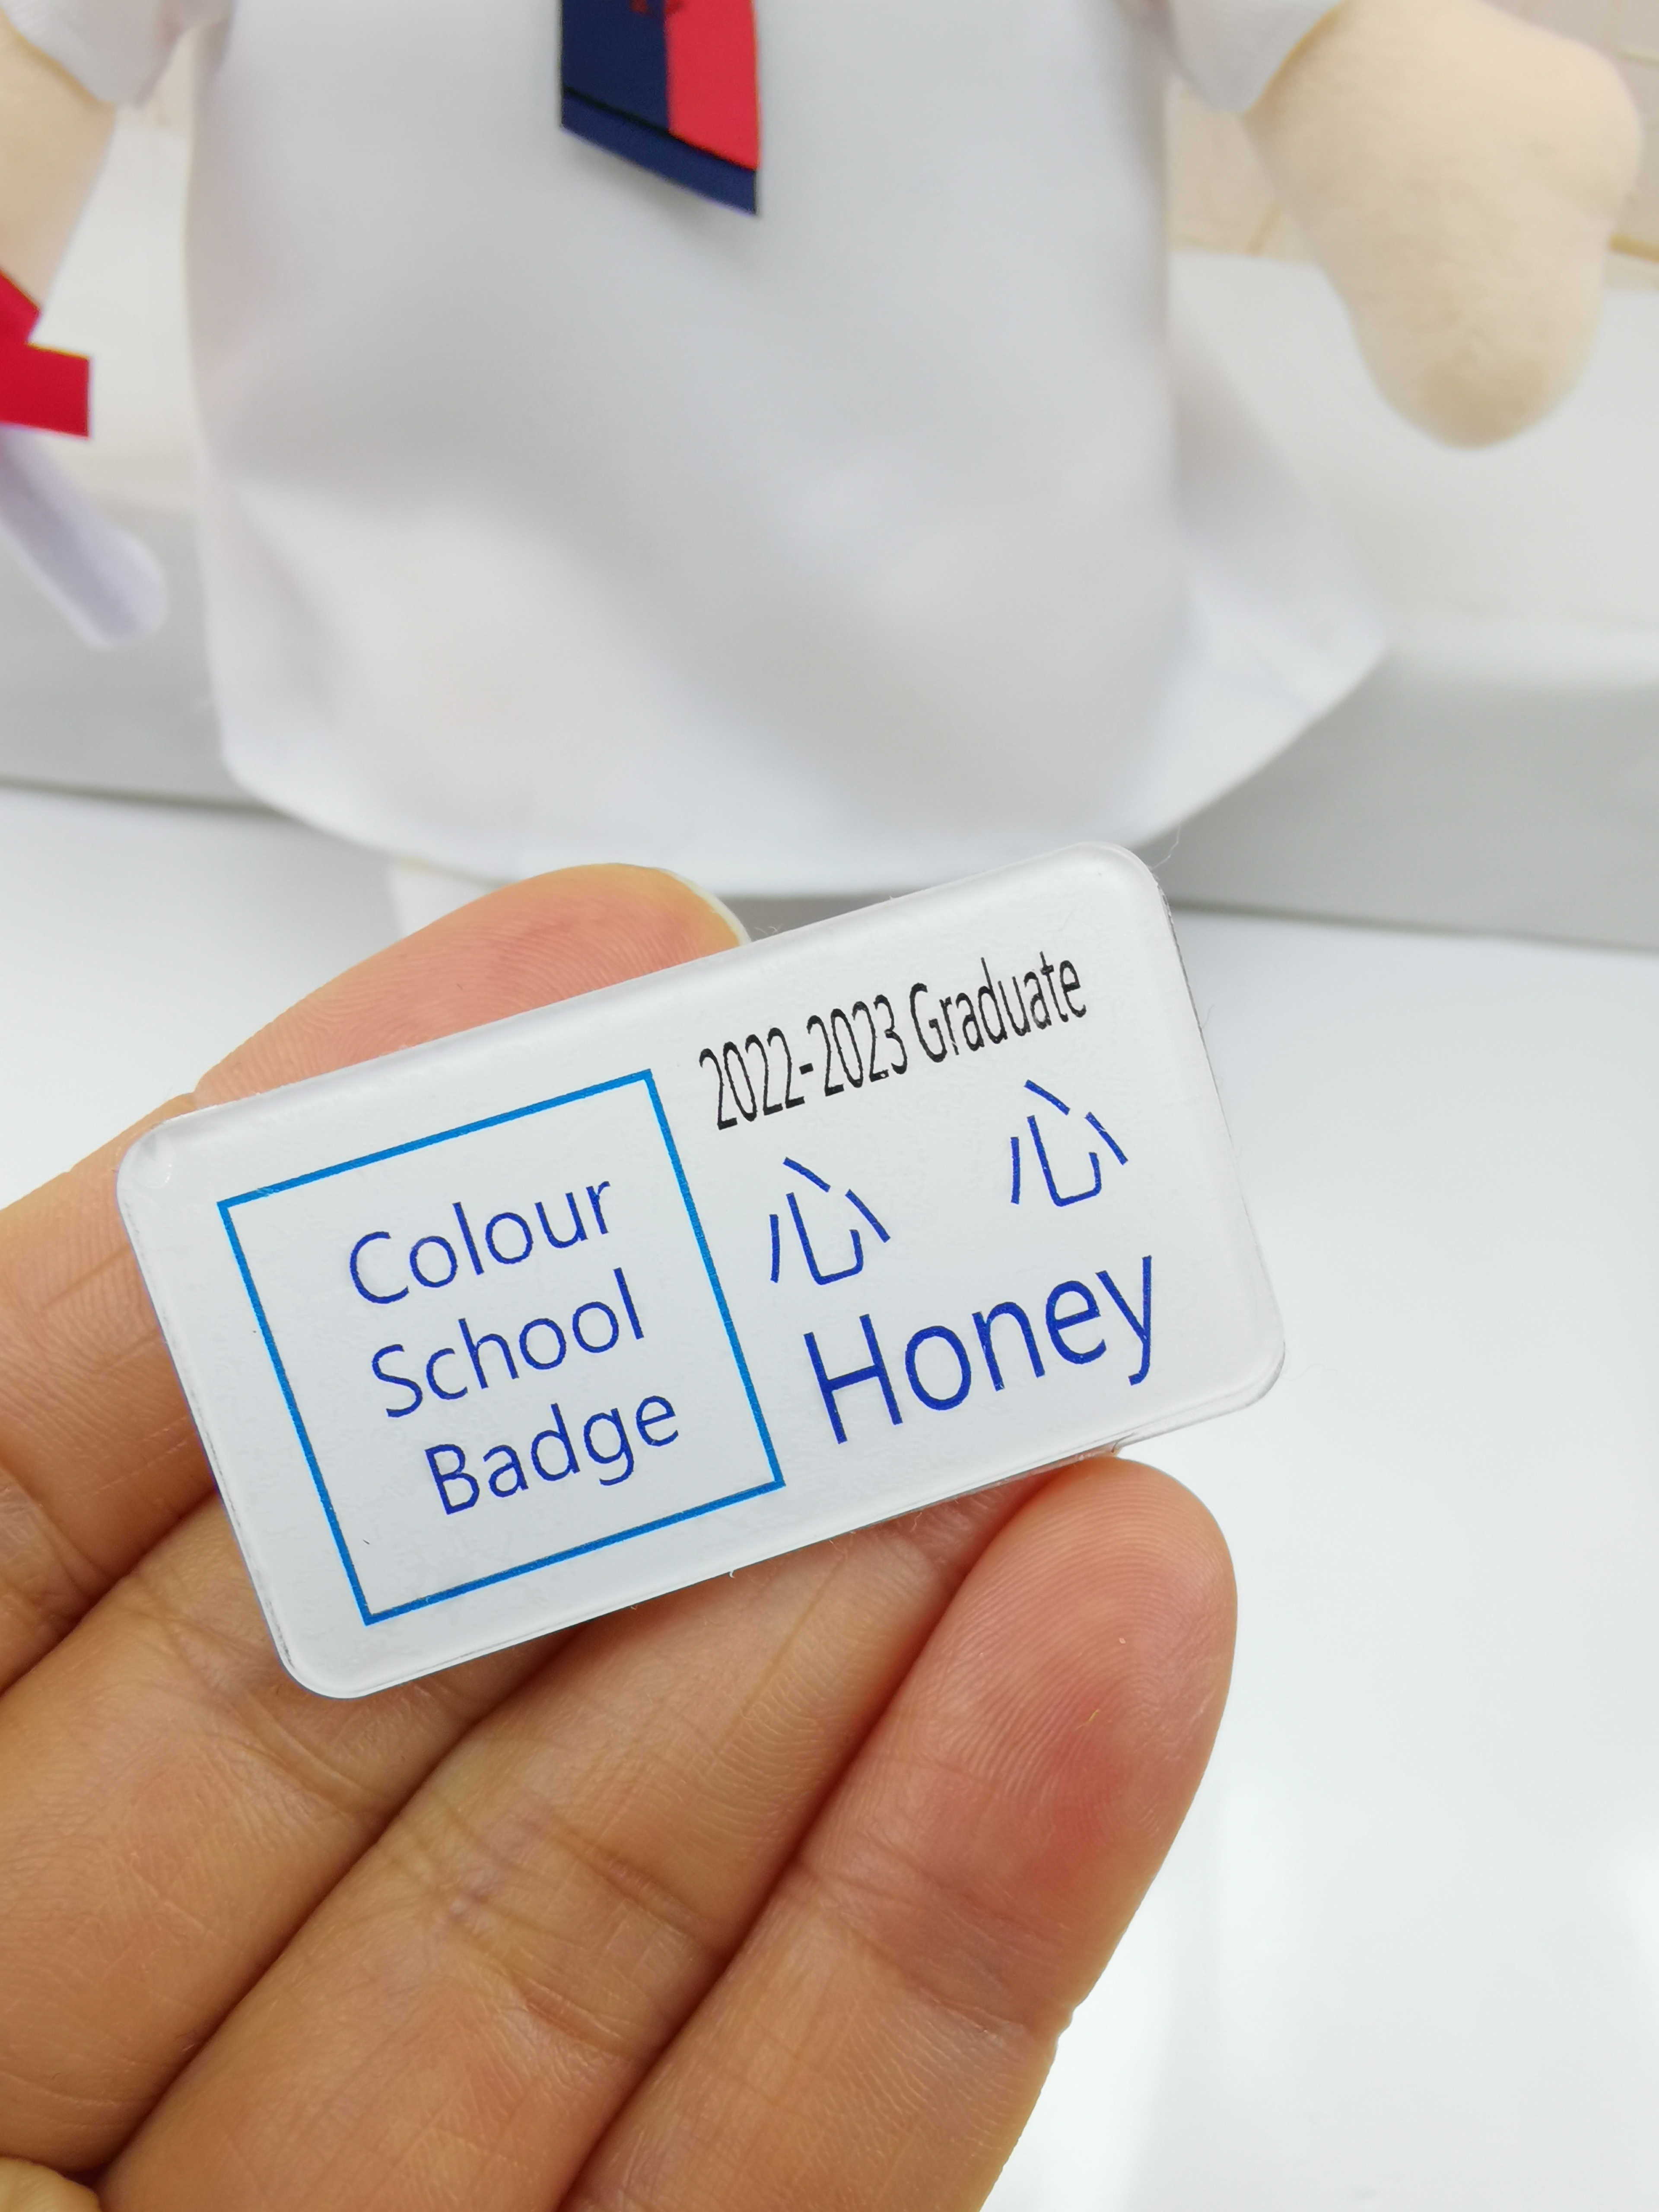 Colour
School
Badge
2022-2023 Graduate
心 心
Honey